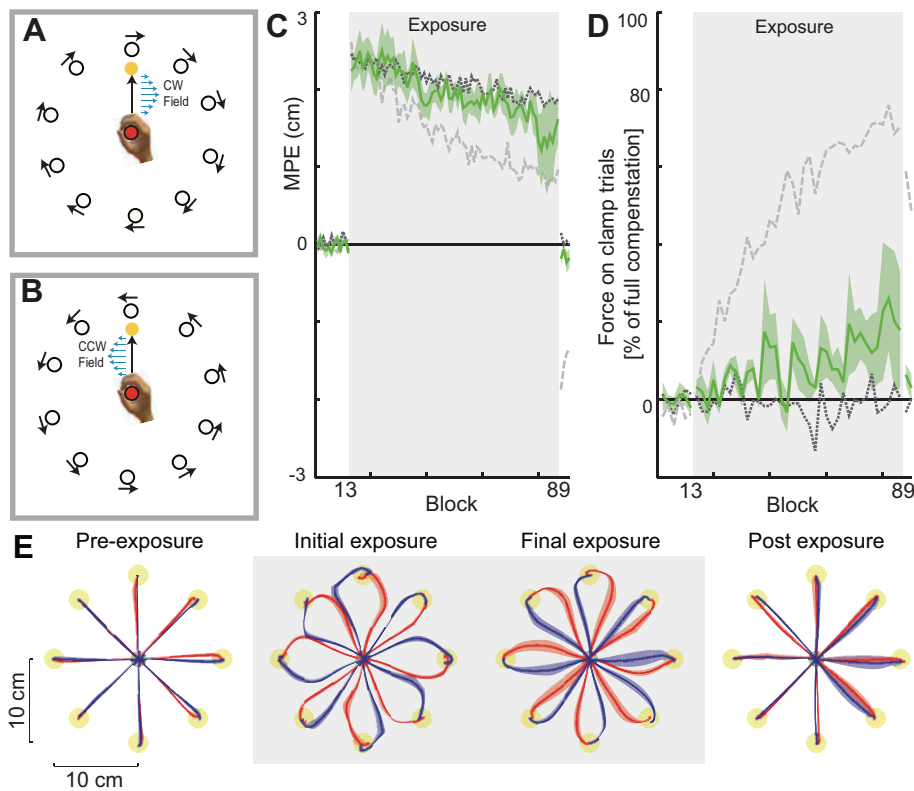 A
CW
Field
B
CCW
Field
C
3
Exposure
MPE (cm)
0
-3
13
89
Block
D
100
Exposure
80
Force on clamp trials
[% of full compenstation]
0
13
89
Block
E
Pre-exposure
Initial exposure
Final exposure
Post exposure
10 cm
10 cm